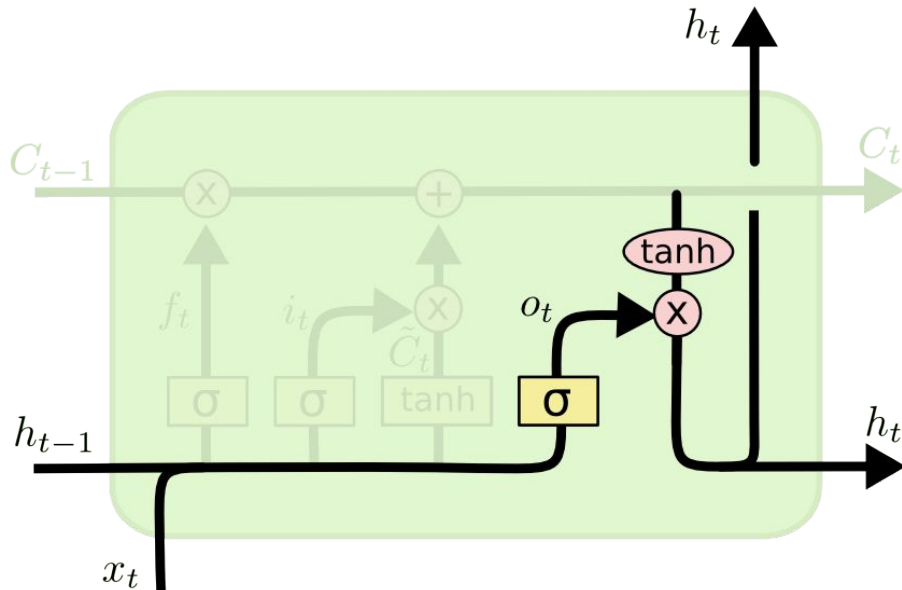 h_t
C_{t-1}
C_t
x
+
tanh
f_t
i_t
x
o_t
x
C̃_t
σ
σ
tanh
σ
h_{t-1}
h_t
x_t